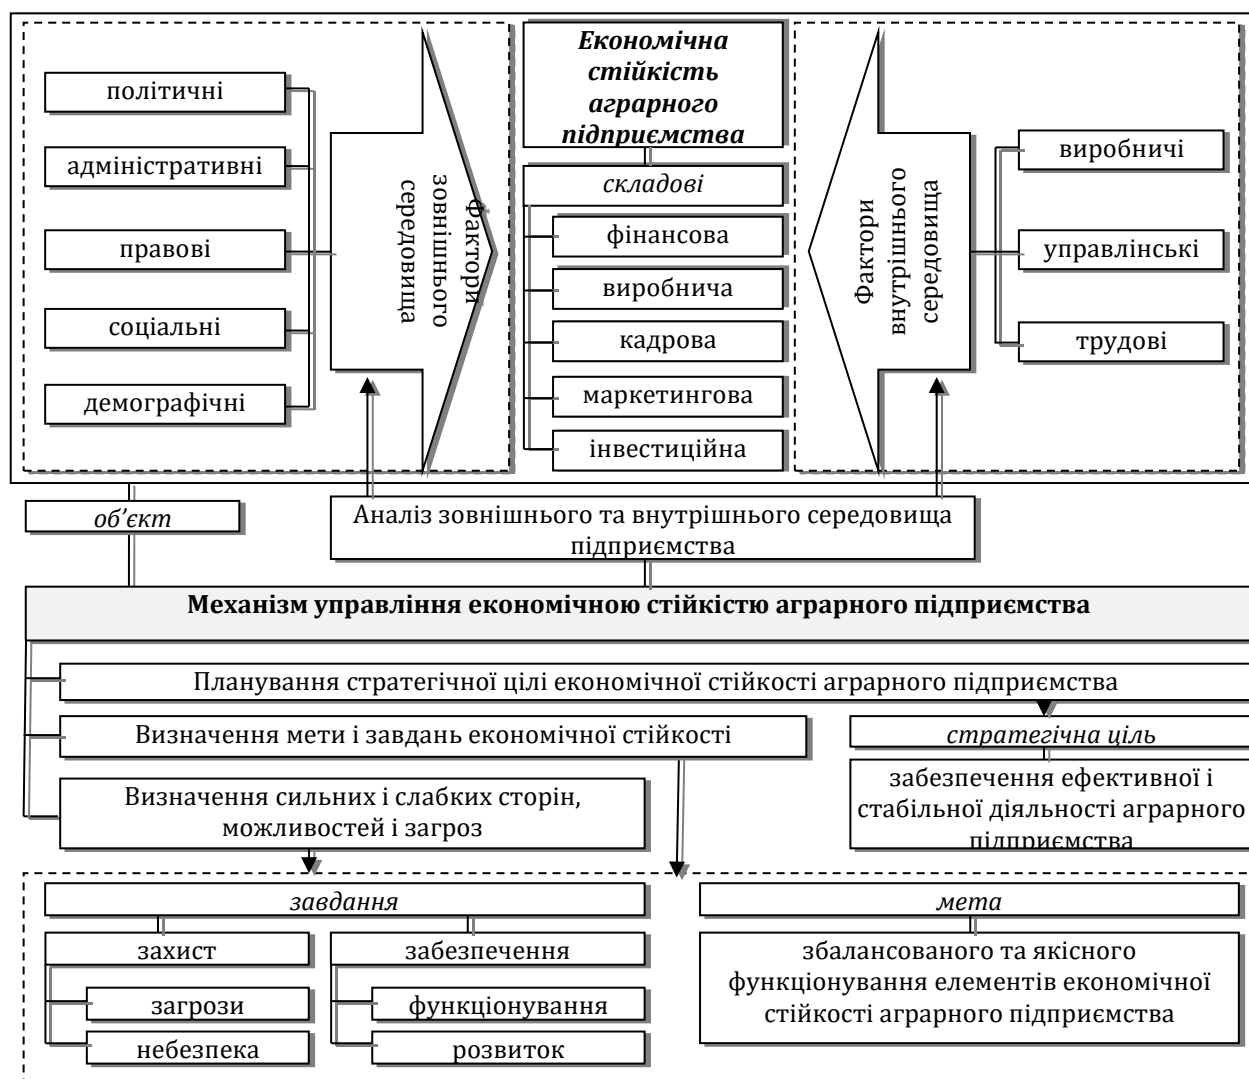 політичні
адміністративні
правові
соціальні
демографічні
Фактори
зовнішнього
середовища
Економічна
стійкість
аграрного
підприємства
складові
фінансова
виробнича
кадрова
маркетингова
інвестиційна
Фактори
внутрішнього
середовища
виробничі
управлінські
трудові
об’єкт
Аналіз зовнішнього та внутрішнього середовища
підприємства
Механізм управління економічною стійкістю аграрного підприємства
Планування стратегічної цілі економічної стійкості аграрного підприємства
Визначення мети і завдань економічної стійкості
стратегічна ціль
забезпечення ефективної і
стабільної діяльності аграрного
підприємства
Визначення сильних і слабких сторін,
можливостей і загроз
завдання
захист
загрози
небезпека
забезпечення
функціонування
розвиток
мета
збалансованого та якісного
функціонування елементів економічної
стійкості аграрного підприємства